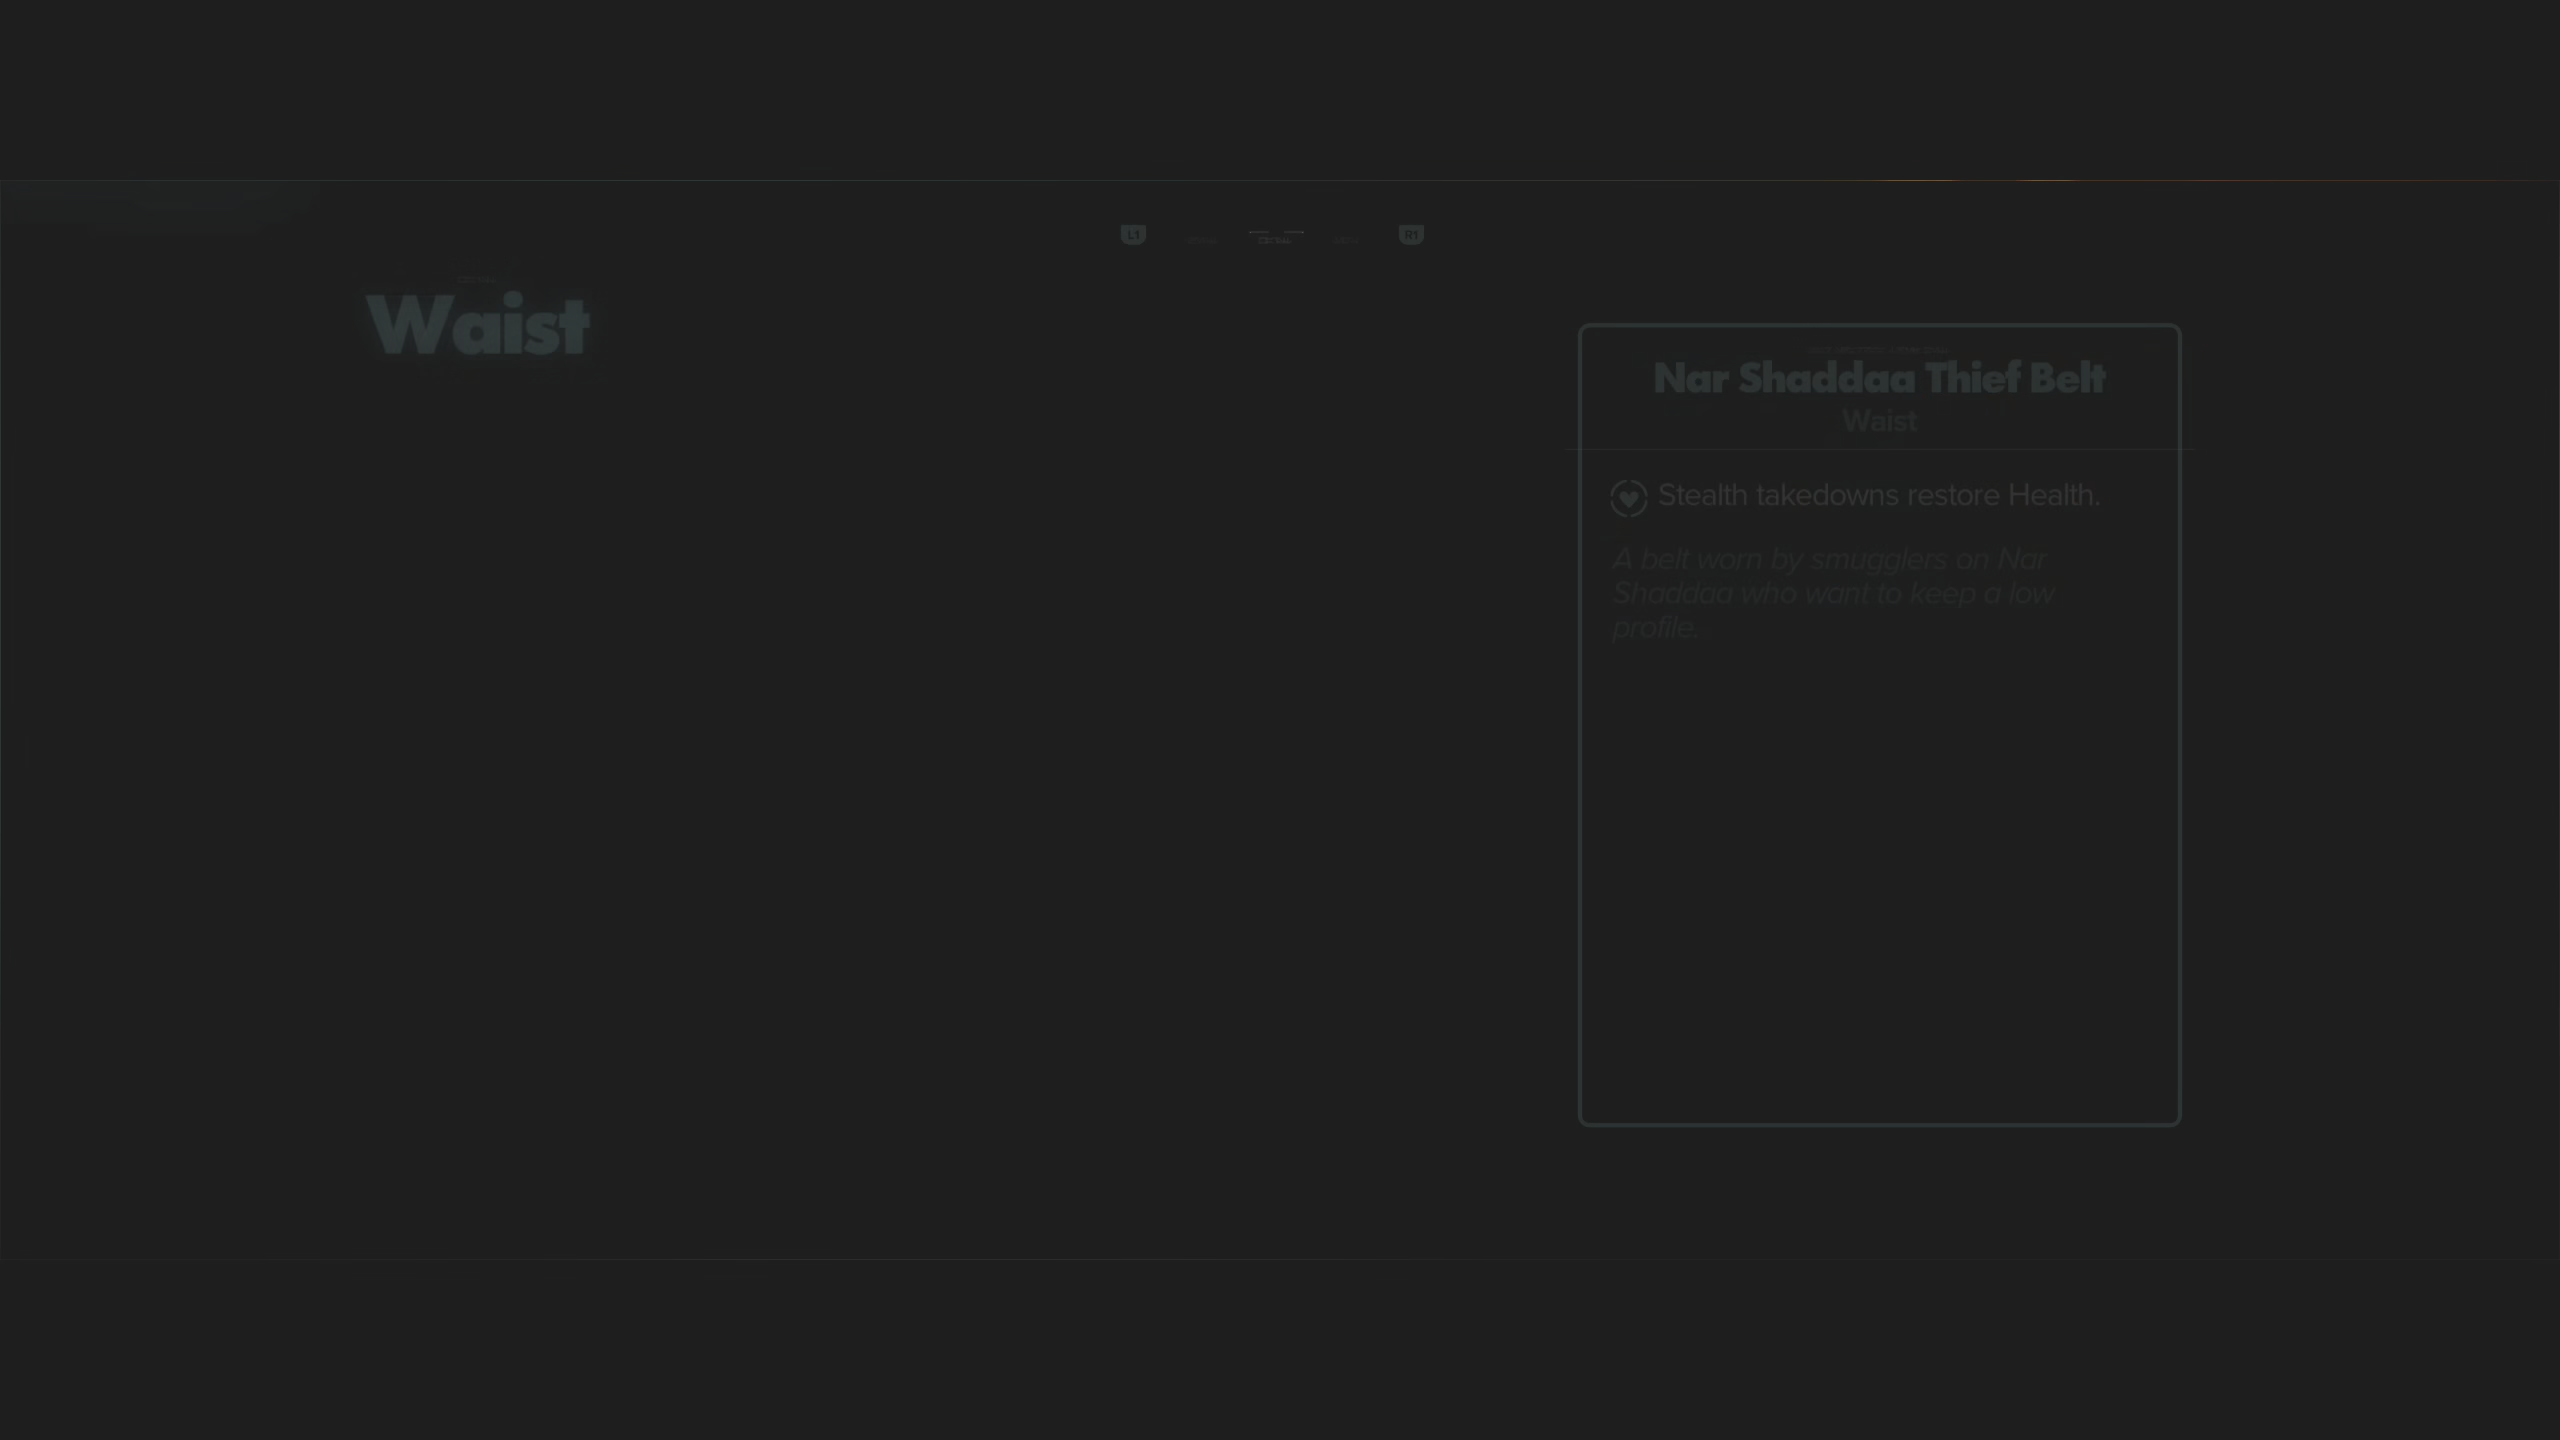 L1
R1
Waist
Nar Shaddaa Thief Belt
Waist
Stealth takedowns restore Health.
A belt worn by smugglers on Nar
Shaddaa who want to keep a low
profile.